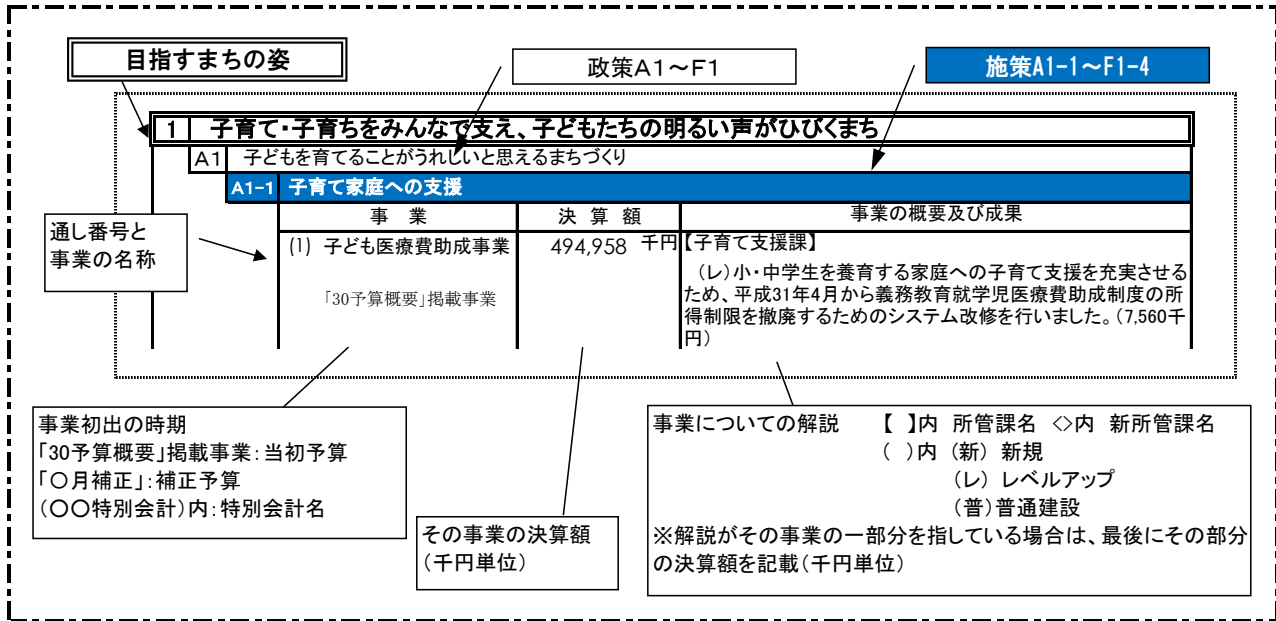 目指すまちの姿
政策A1～F1
施策A1-1～F1-4
1 子育て・子育ちをみんなで支え、子どもたちの明るい声がひびくまち
A1 子どもを育てることがうれしいと思えるまちづくり
A1-1 子育て家庭への支援
事 業 決 算 額 事業の概要及び成果
通し番号と
事業の名称
(1) 子ども医療費助成事業 494,958 千円 【子育て支援課】
「30予算概要」掲載事業
(レ)小・中学生を養育する家庭への子育て支援を充実させる
ため、平成31年4月から義務教育就学児医療費助成制度の所
得制限を撤廃するためのシステム改修を行いました。(7,560千
円)
事業初出の時期
「30予算概要」掲載事業：当初予算
「〇月補正」：補正予算
(〇〇特別会計)内：特別会計名
その事業の決算額
(千円単位)
事業についての解説 【 】内 所管課名 <>内 新所管課名
( )内 (新) 新規
(レ) レベルアップ
(普)普通建設
※解説がその事業の一部分を指している場合は、最後にその部分
の決算額を記載(千円単位)